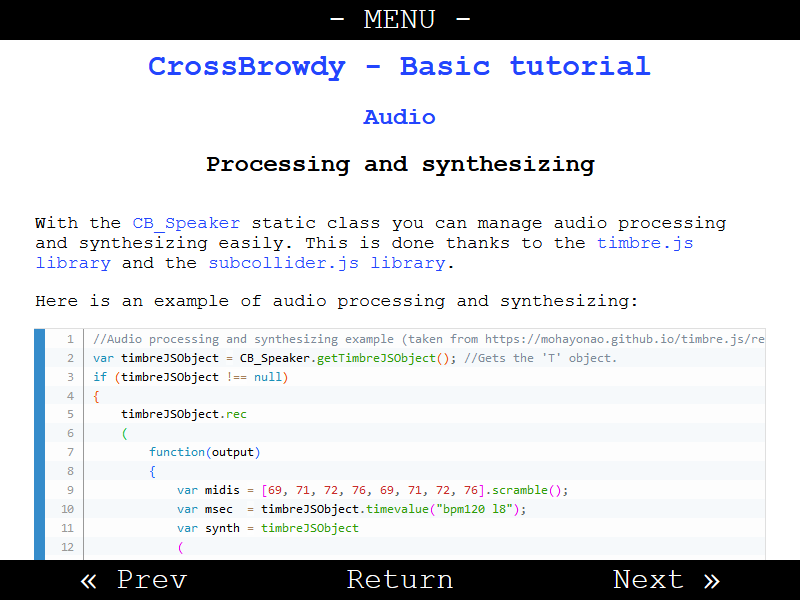 - MENU -
CrossBrowdy - Basic tutorial
Audio
Processing and synthesizing
With the CB_Speaker static class you can manage audio processing
and synthesizing easily. This is done thanks to the timbre.js
library and the subcollider.js library.
Here is an example of audio processing and synthesizing:
1 //Audio processing and synthesizing example (taken from https://mohayonao.github.io/timbre.js/re
2 var timbreJSObject = CB_Speaker.getTimbreJSObject(); //Gets the 'T' object.
3 if (timbreJSObject !== null)
4 {
5 timbreJSObject.rec
6 (
7 function(output)
8 {
9 var midis = [69, 71, 72, 76, 69, 71, 72, 76].scramble();
10 var msec  = timbreJSObject.timevalue("bpm120 l8");
11 var synth = timbreJSObject
12 (
« Prev Return Next »